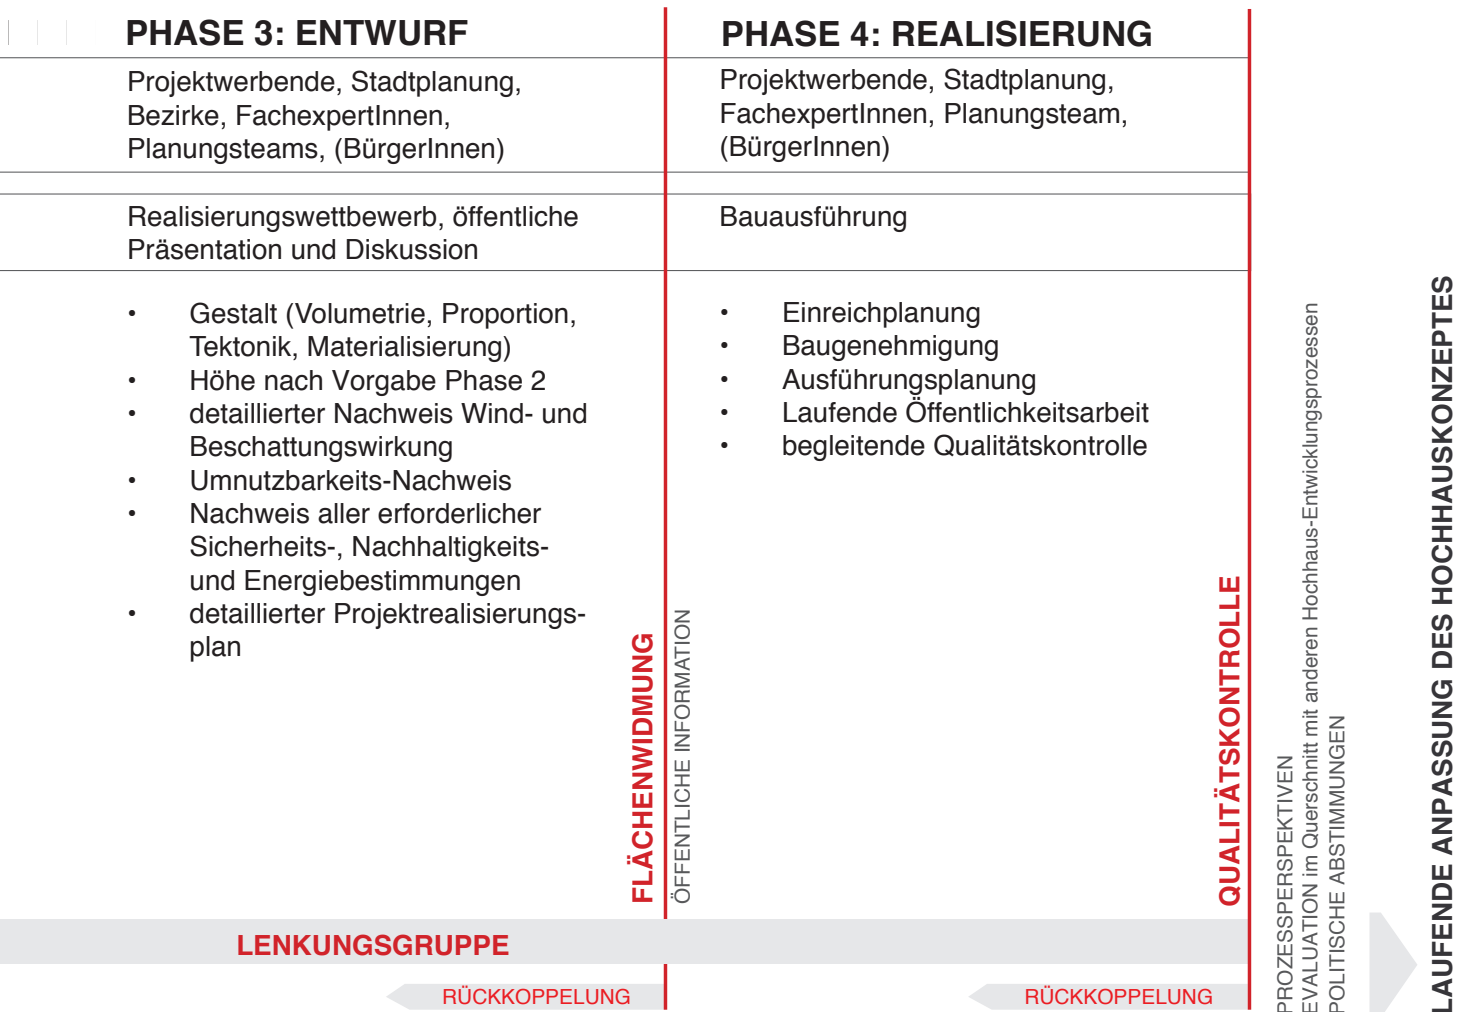 PHASE 3: ENTWURF
Projektwerbende, Stadtplanung,
Bezirke, FachexpertInnen,
Planungsteams, (BürgerInnen)
Realisierungswettbewerb, öffentliche
Präsentation und Diskussion
• Gestalt (Volumetrie, Proportion,
Tektonik, Materialisierung)
• Höhe nach Vorgabe Phase 2
• detaillierter Nachweis Wind- und
Beschattungswirkung
• Umnutzbarkeits-Nachweis
• Nachweis aller erforderlicher
Sicherheits-, Nachhaltigkeits-
und Energiebestimmungen
• detaillierter Projektrealisierungs-
plan
FLÄCHENWIDMUNG
ÖFFENTLICHE INFORMATION
PHASE 4: REALISIERUNG
Projektwerbende, Stadtplanung,
FachexpertInnen, Planungsteam,
(BürgerInnen)
Bauausführung
• Einreichplanung
• Baugenehmigung
• Ausführungsplanung
• Laufende Öffentlichkeitsarbeit
• begleitende Qualitätskontrolle
QUALITÄTSKONTROLLE
LENKUNGSGRUPPE
RÜCKKOPPELUNG
RÜCKKOPPELUNG
PROZESSPERSPEKTIVEN
EVALUATION im Querschnitt mit anderen Hochhaus-Entwicklungsprozessen
POLITISCHE ABSTIMMUNGEN
LAUFENDE ANPASSUNG DES HOCHHAUSKONZEPTES